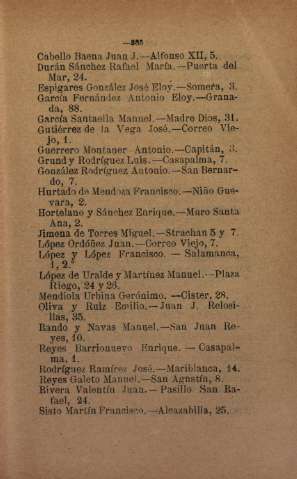 —385
Cabello Baena Juan J.—Alfonso XII, 5.
Durán Sánchez Rafael María.—Puerta del
Mar, 24.
Espigares González José Eloy.—Somera, 3.
García Fernández Antonio Eloy.—Grana-
da, 88.
García Santaella Manuel.—Madre Dios, 31.
Gutiérrez de la Vega José.—Correo Vie-
jo, 1.
Guerrero Montaner Antonio.—Capitán, 3.
Grund y Rodríguez Luis.—Casapalma, 7.
González Rodríguez Antonio.—San Bernar-
do, 7.
Hurtado de Mendoza Francisco.—Niño Gue-
vara, 2.
Hortelano y Sánchez Enrique.—Muro Santa
Ana, 2.
Jimena de Torres Miguel.—Strachan 5 y 7.
López Ordóñez Juan.—Correo Viejo, 7.
López y López Francisco. — Salamanca,
1, 2.º
López de Uralde y Martínez Manuel.—Plaza
Riego, 24 y 26.
Mendiola Urbina Gerónimo. —Cister, 28.
Oliva y Ruiz Emilio.—Juan J. Relosi-
llas, 35.
Rando y Navas Manuel.—San Juan Re-
yes, 10.
Reyes Barrionuevo Enrique. — Casapal-
ma, 1.
Rodríguez Ramírez José.—Mariblanca, 14.
Reyes Galeto Manuel.—San Agustín, 8.
Rivera Valentín Juan.— Pasillo San Ra-
fael, 24.
Sisto Martín Francisco.—Alcazabilla, 25.